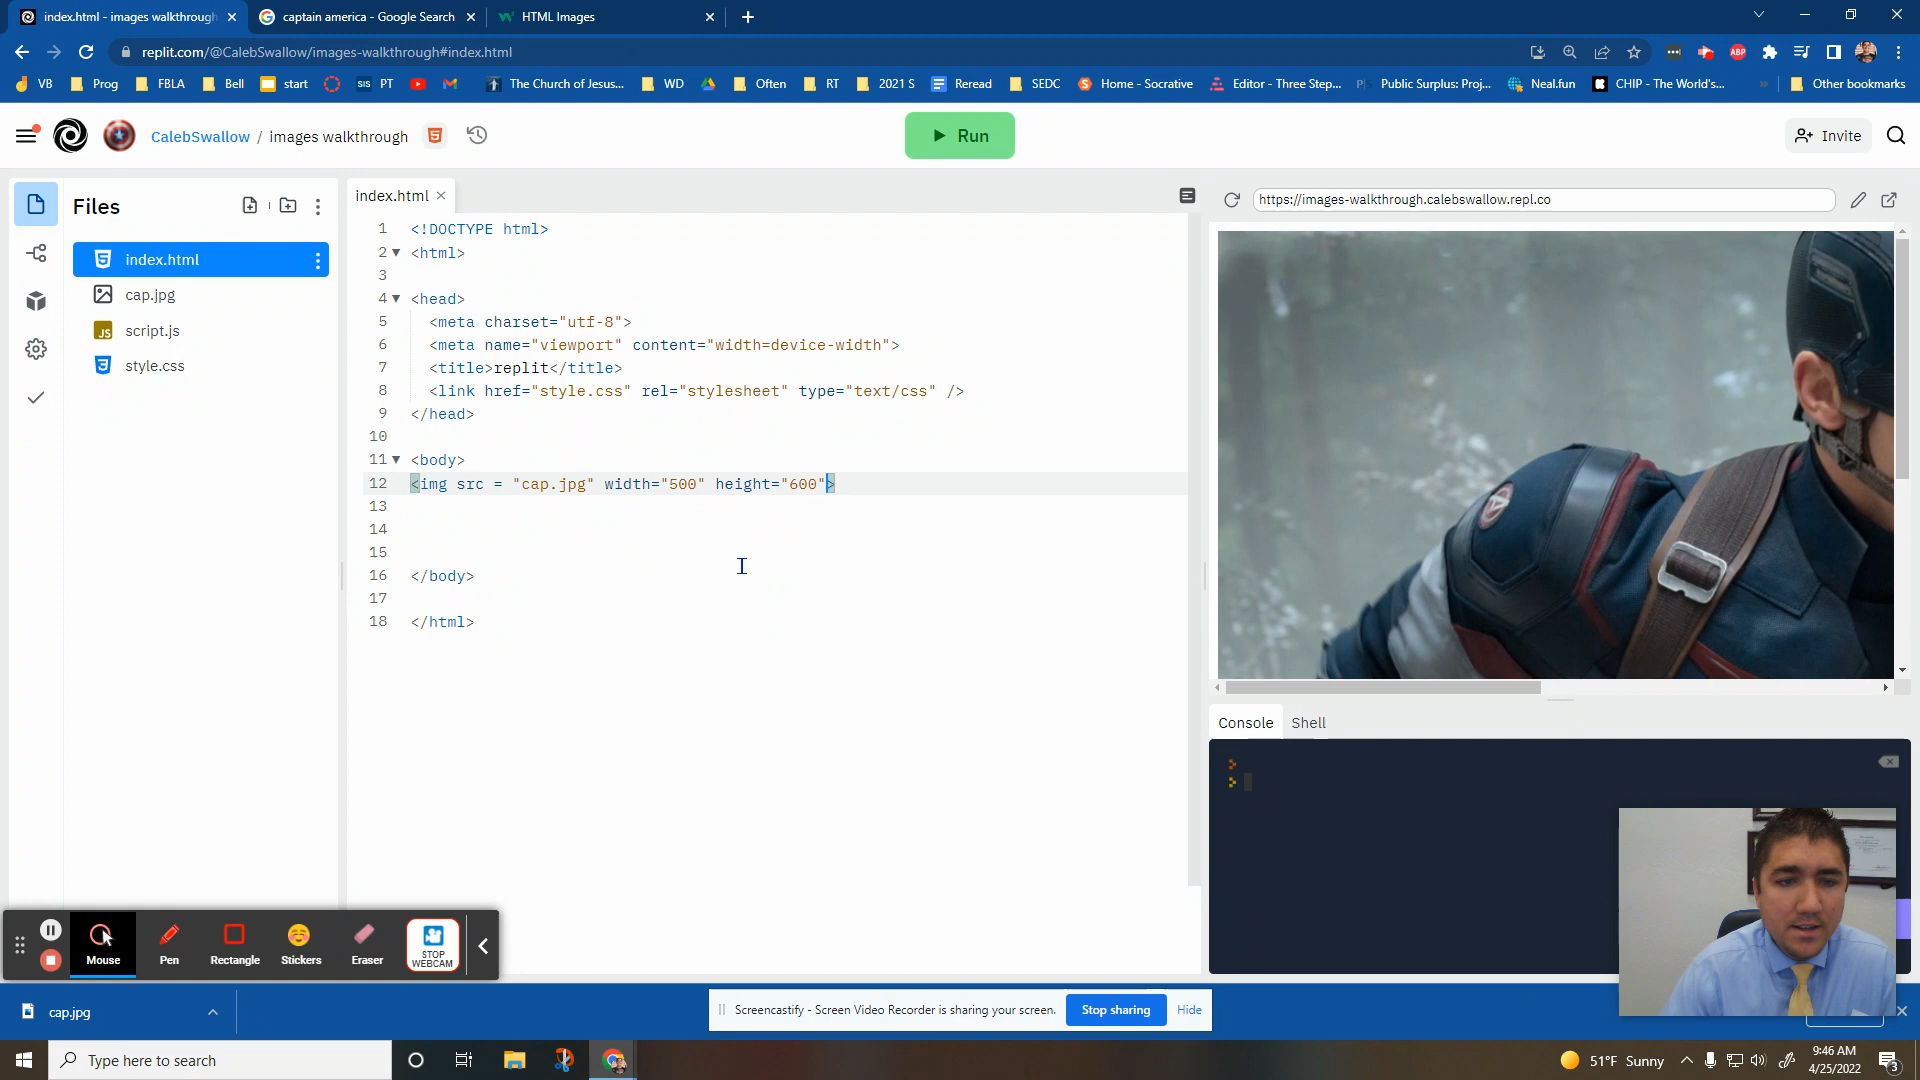 index.html - images walkthrough
captain america - Google Search
HTML Images
replit.com/@CalebSwallow/images-walkthrough#index.html
VB
Prog
FBLA
Bell
start
SIS PT
The Church of Jesus...
WD
Often
RT
2021 S
Reread
SEDC
Home - Socrative
Editor - Three Step...
Public Surplus: Proj...
Neal.fun
CHIP - The World's...
Other bookmarks
ABP
CalebSwallow / images walkthrough
Run
Invite
Files
index.html
cap.jpg
JS script.js
style.css
index.html
https://images-walkthrough.calebswallow.repl.co
1 <!DOCTYPE html>
2 <html>
3
4 <head>
5 <meta charset="utf-8">
6 <meta name="viewport" content="width=device-width">
7 <title>replit</title>
8 <link href="style.css" rel="stylesheet" type="text/css" />
9 </head>
10
11 <body>
12 <img src = "cap.jpg" width="500" height="600">
13
14
15
16 </body>
17
18 </html>
Console
Shell
Mouse
Pen
Rectangle
Stickers
Eraser
STOP
WEBCAM
cap.jpg
Screencastify - Screen Video Recorder is sharing your screen.
Stop sharing
Hide
Type here to search
51°F Sunny
9:46 AM
4/25/2022
3